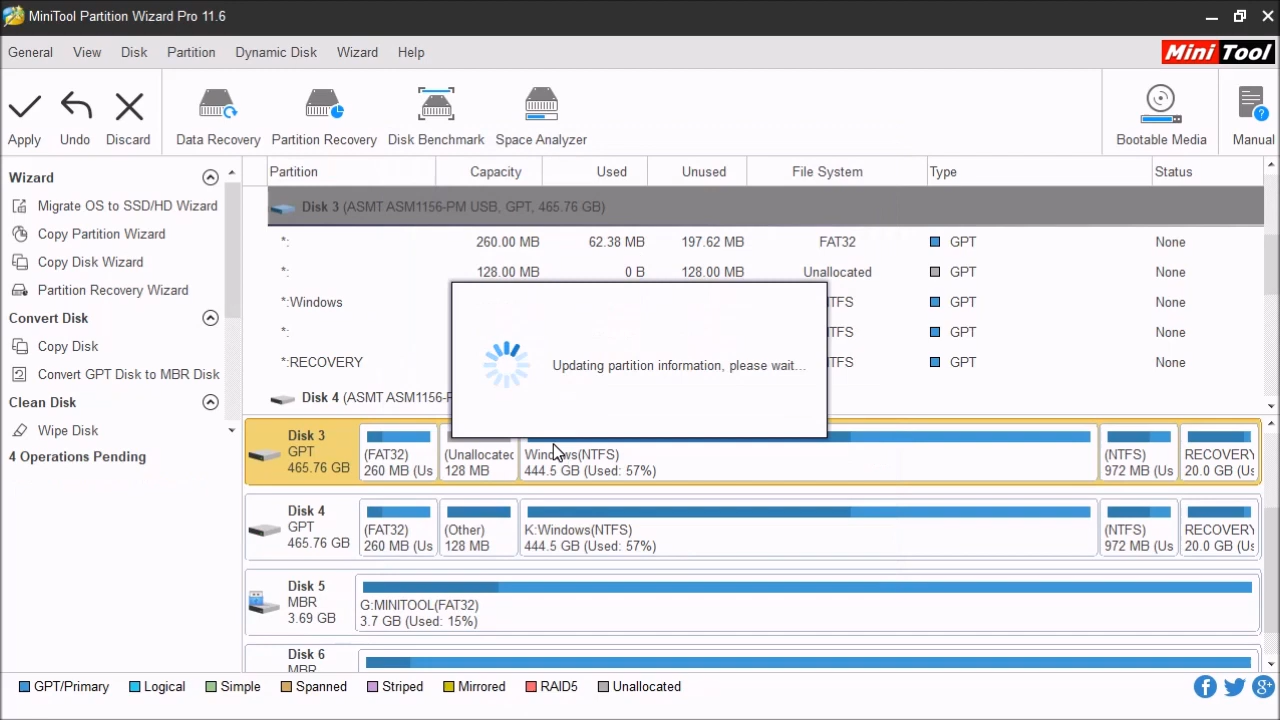 MiniTool Partition Wizard Pro 11.6
General View Disk Partition Dynamic Disk Wizard Help
Mini Tool
Apply Undo Discard Data Recovery Partition Recovery Disk Benchmark Space Analyzer Bootable Media Manual
Partition Capacity Used Unused File System Type Status
Wizard
Migrate OS to SSD/HD Wizard
Copy Partition Wizard
Copy Disk Wizard
Partition Recovery Wizard
Convert Disk
Copy Disk
Convert GPT Disk to MBR Disk
Clean Disk
Wipe Disk
4 Operations Pending
Disk 3 (ASMT ASM1156-PM USB, GPT, 465.76 GB)
*: 260.00 MB 62.38 MB 197.62 MB FAT32 GPT None
*: 128.00 MB 0 B 128.00 MB Unallocated GPT None
*:Windows TFS GPT None
*: TFS GPT None
*:RECOVERY TFS GPT None
Disk 4 (ASMT ASM1156-P
Updating partition information, please wait...
Disk 3
GPT
465.76 GB
(FAT32)
260 MB (Us
(Unallocated
128 MB
Windows(NTFS)
444.5 GB (Used: 57%)
(NTFS)
972 MB (Us
RECOVERY
20.0 GB (Us
Disk 4
GPT
465.76 GB
(FAT32)
260 MB (Us
(Other)
128 MB
K:Windows(NTFS)
444.5 GB (Used: 57%)
(NTFS)
972 MB (Us
RECOVERY
20.0 GB (Us
Disk 5
MBR
3.69 GB
G:MINITOOL(FAT32)
3.7 GB (Used: 15%)
Disk 6
MBR
GPT/Primary Logical Simple Spanned Striped Mirrored RAID5 Unallocated